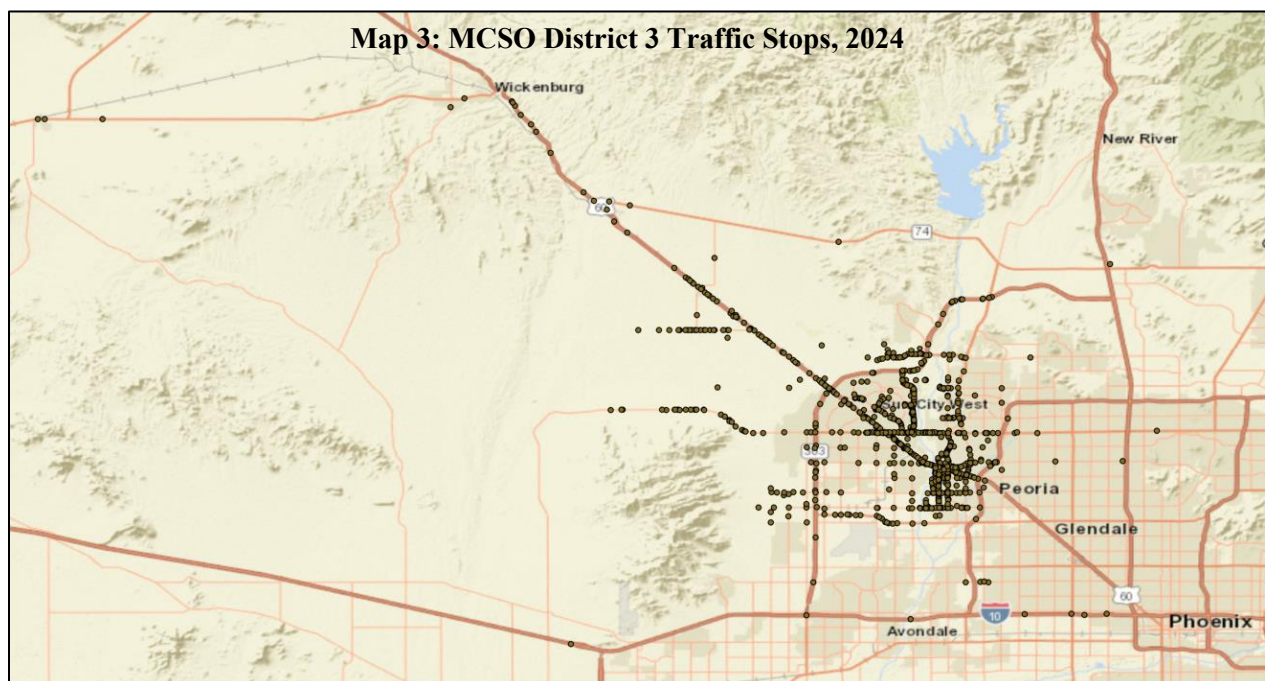 Map 3: MCSO District 3 Traffic Stops, 2024
Wickenburg
New River
60
74
Sun City West
303
Peoria
Glendale
60
10
Avondale
Phoenix